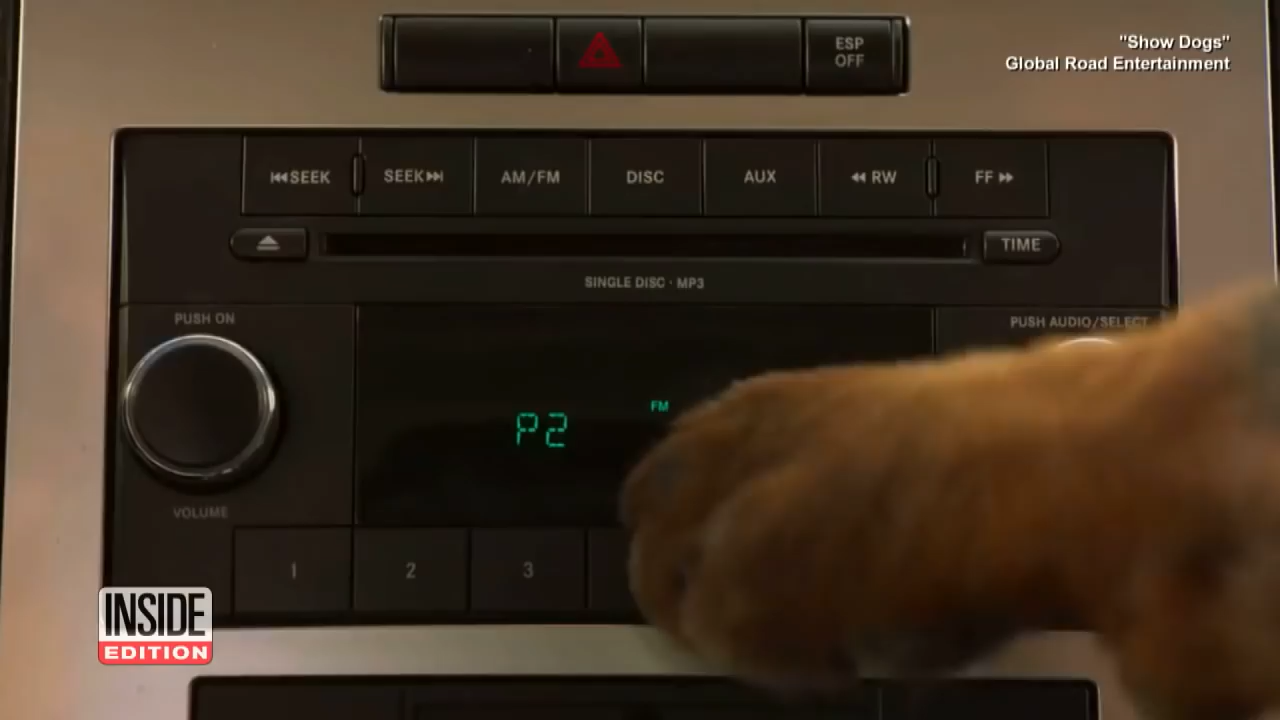 ESP
OFF
"Show Dogs"
Global Road Entertainment
SEEK
SEEK
AM/FM
DISC
AUX
RW
FF
TIME
SINGLE DISC · MP3
PUSH ON
PUSH AUDIO/SELECT
FM
P2
VOLUME
1
2
3
INSIDE
EDITION